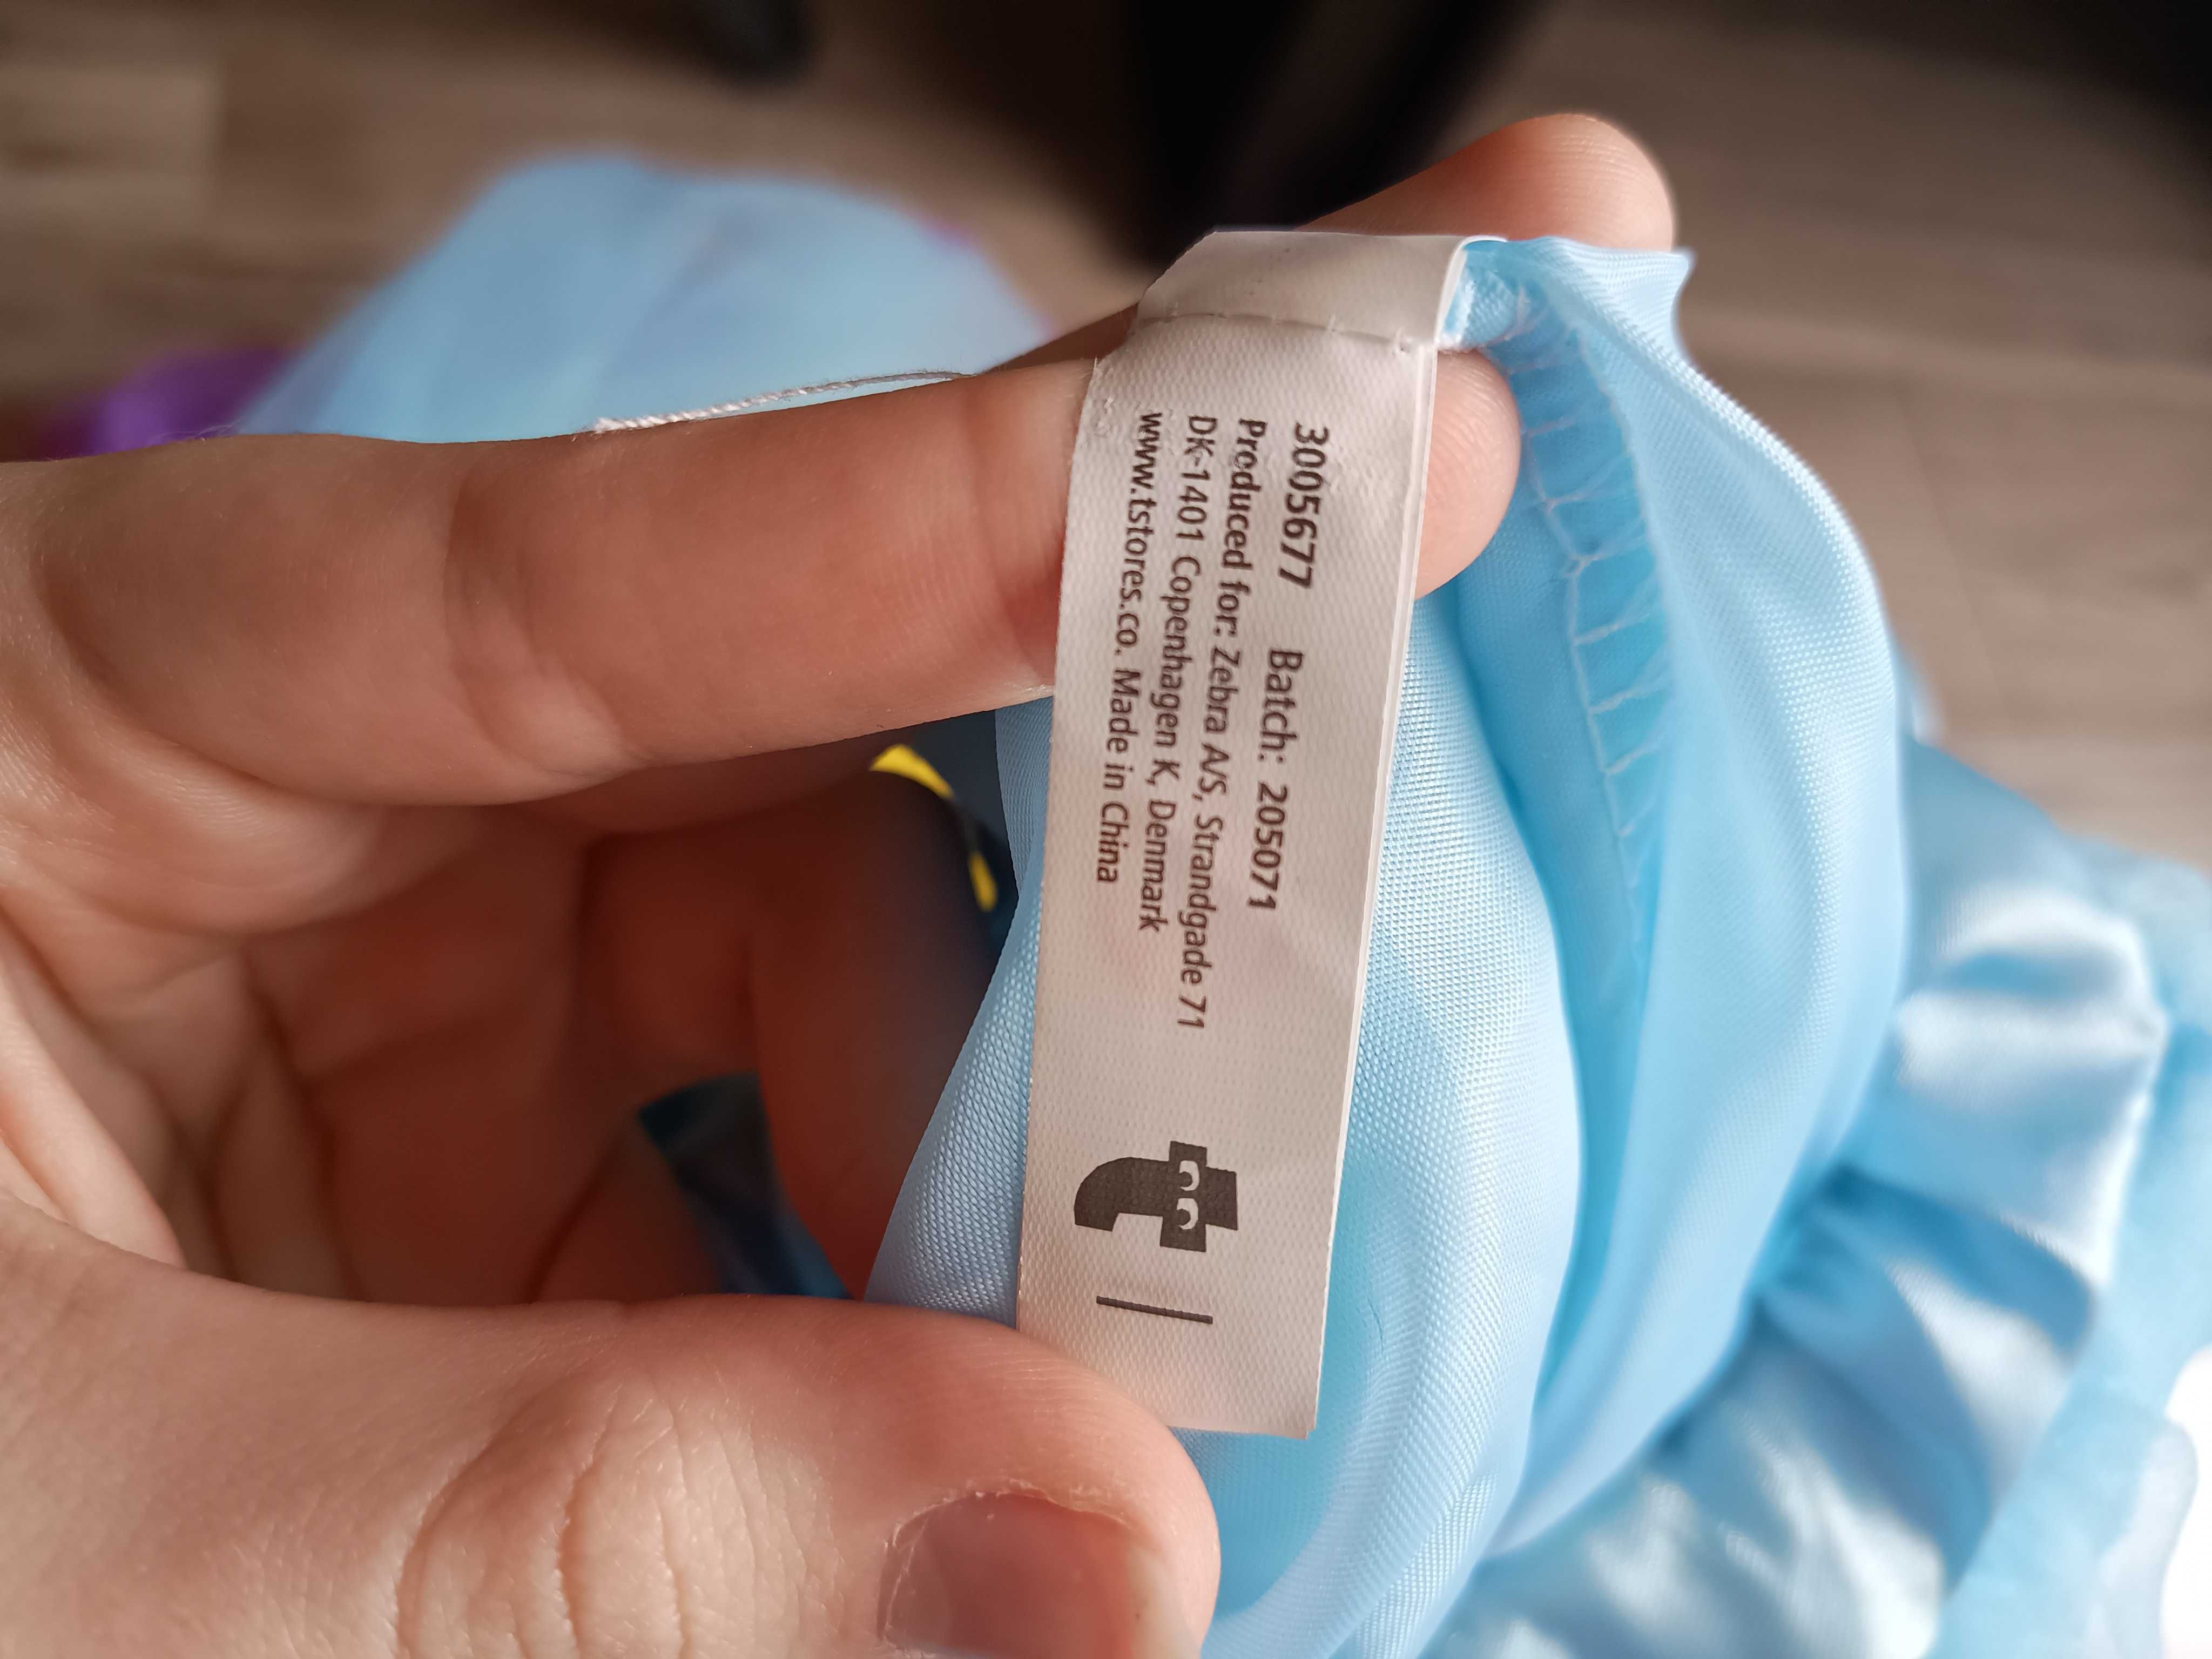 3005677 Batch: 205071
Produced for: Zebra A/S, Strandgade 71
DK-1401 Copenhagen K, Denmark
www.tstores.co. Made in China